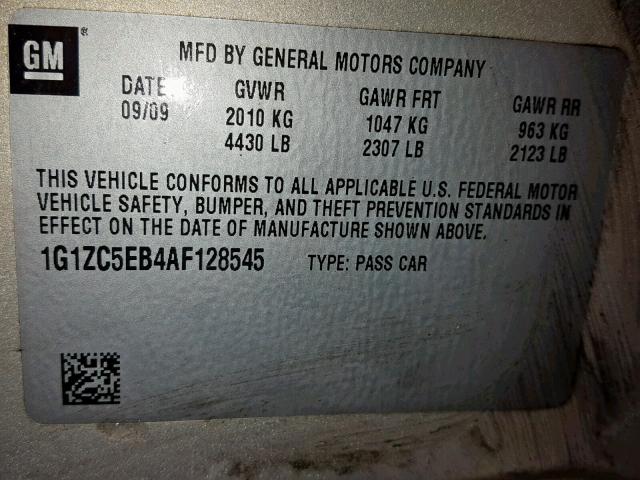 GM ®
MFD BY GENERAL MOTORS COMPANY
DATE GVWR GAWR FRT GAWR RR
09/09 2010 KG 1047 KG 963 KG
4430 LB 2307 LB 2123 LB
THIS VEHICLE CONFORMS TO ALL APPLICABLE U.S. FEDERAL MOTOR
VEHICLE SAFETY, BUMPER, AND THEFT PREVENTION STANDARDS IN
EFFECT ON THE DATE OF MANUFACTURE SHOWN ABOVE.
1G1ZC5EB4AF128545 TYPE: PASS CAR